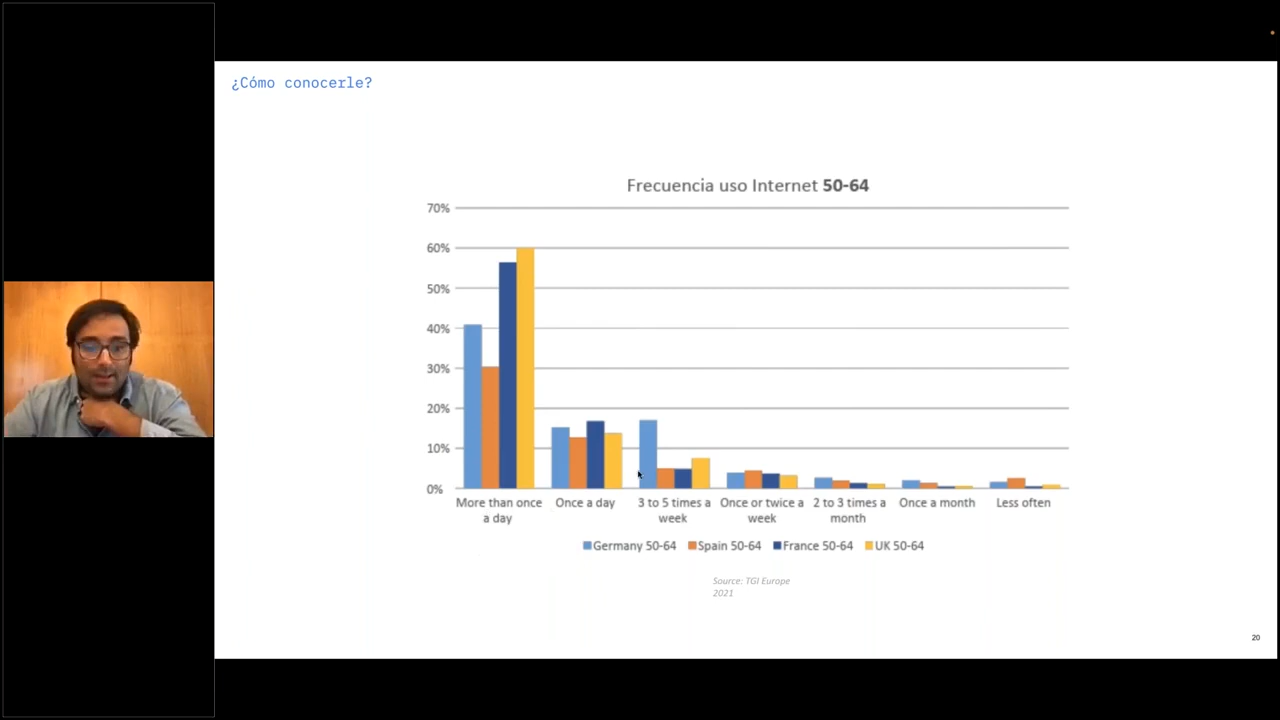 ¿Cómo conocerle?
Frecuencia uso Internet 50-64
70%
60%
50%
40%
30%
20%
10%
0%
More than once
a day
Once a day
3 to 5 times a
week
Once or twice a
week
2 to 3 times a
month
Once a month
Less often
Germany 50-64 Spain 50-64 France 50-64 UK 50-64
Source: TGI Europe
2021
20